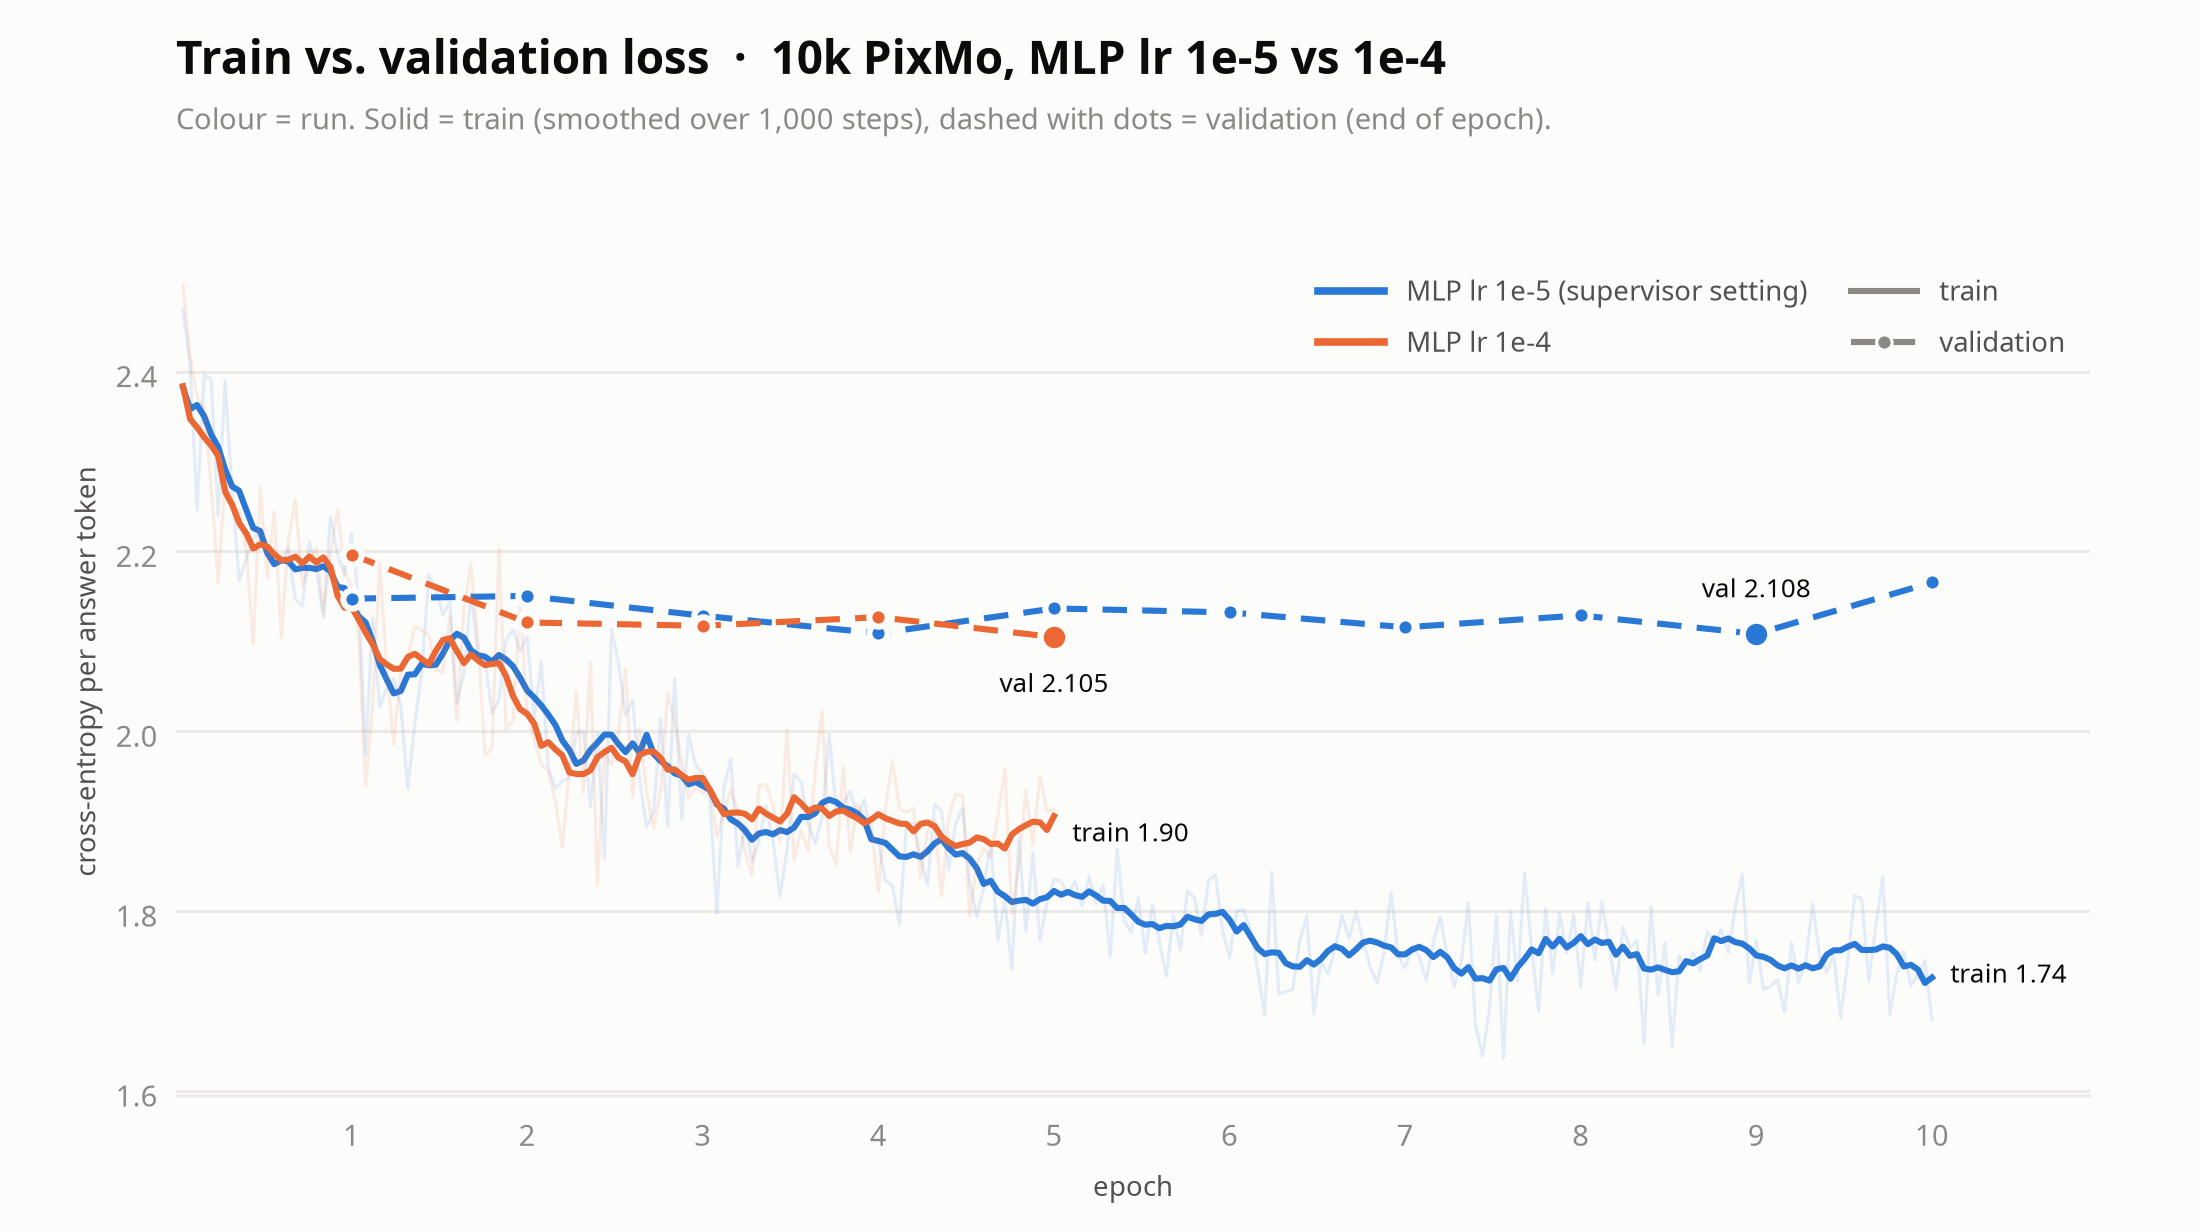 Train vs. validation loss · 10k PixMo, MLP lr 1e-5 vs 1e-4
Colour = run. Solid = train (smoothed over 1,000 steps), dashed with dots = validation (end of epoch).
MLP lr 1e-5 (supervisor setting)
train
MLP lr 1e-4
validation
cross-entropy per answer token
2.4
2.2
2.0
1.8
1.6
val 2.108
val 2.105
train 1.90
train 1.74
1 2 3 4 5 6 7 8 9 10
epoch